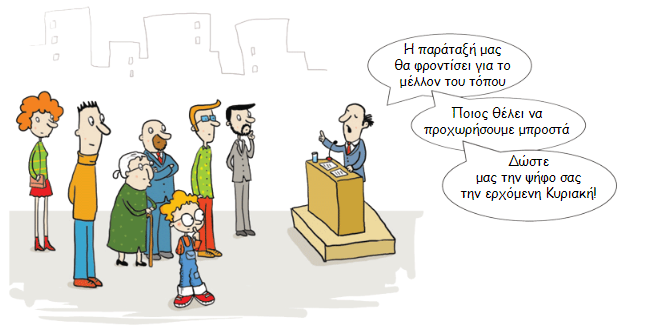 Η παράταξή μας
θα φροντίσει για το
μέλλον του τόπου
Ποιος θέλει να
προχωρήσουμε μπροστά
Δώστε
μας την ψήφο σας
την ερχόμενη Κυριακή!